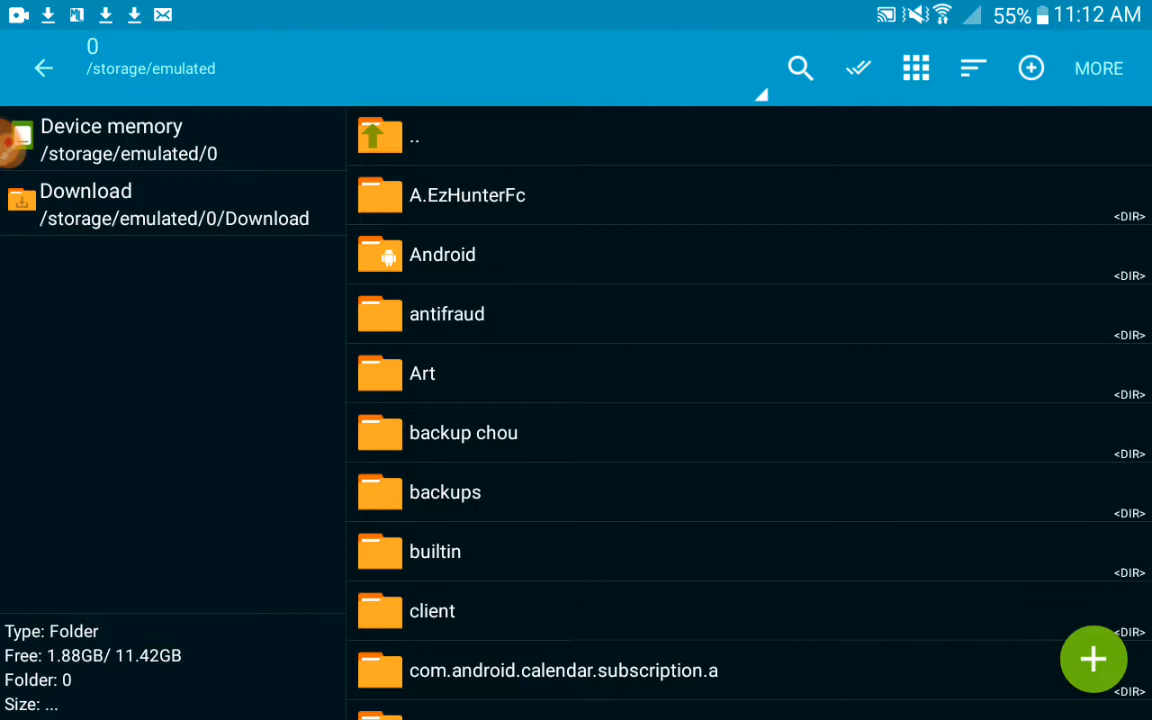 55% 11:12 AM
0
/storage/emulated
MORE
Device memory
/storage/emulated/0
Download
/storage/emulated/0/Download
..
A.EzHunterFc
<DIR>
Android
<DIR>
antifraud
<DIR>
Art
<DIR>
backup chou
<DIR>
backups
<DIR>
builtin
<DIR>
client
<DIR>
com.android.calendar.subscription.a
<DIR>
Type: Folder
Free: 1.88GB/ 11.42GB
Folder: 0
Size: ...